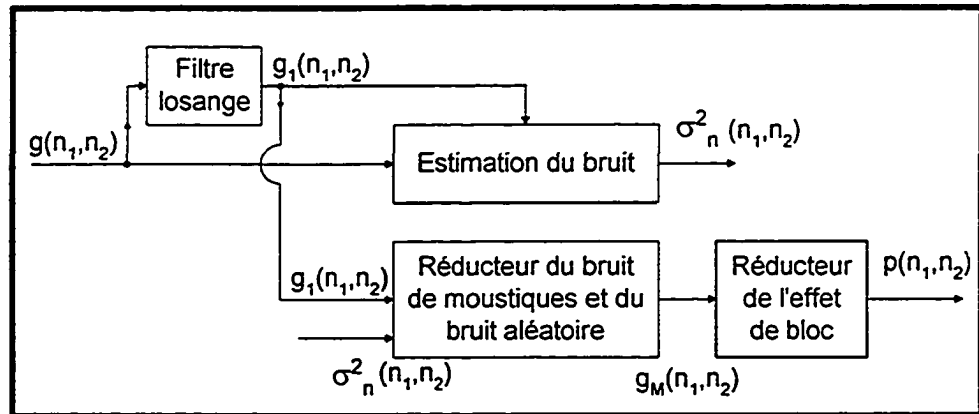 Filtre
losange
g₁(n₁,n₂)
g(n₁,n₂)
Estimation du bruit
σ²ₙ(n₁,n₂)
g₁(n₁,n₂)
Réducteur du bruit
de moustiques et du
bruit aléatoire
Réducteur
de l'effet
de bloc
p(n₁,n₂)
σ²ₙ(n₁,n₂)
g_M(n₁,n₂)